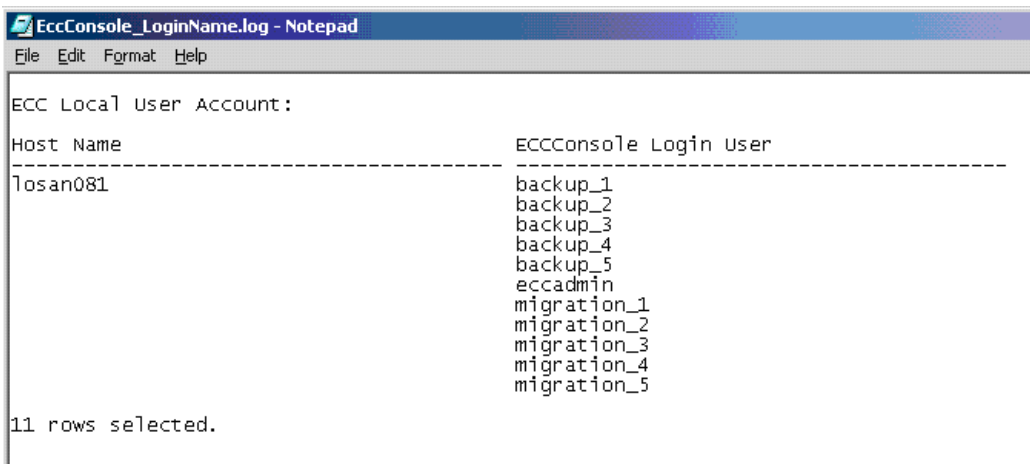 EccConsole_LoginName.log - Notepad
File Edit Format Help
ECC Local User Account:
Host Name ECCConsole Login User
---------------------------------------- ----------------------------------------
losan081 backup_1
backup_2
backup_3
backup_4
backup_5
eccadmin
migration_1
migration_2
migration_3
migration_4
migration_5
11 rows selected.